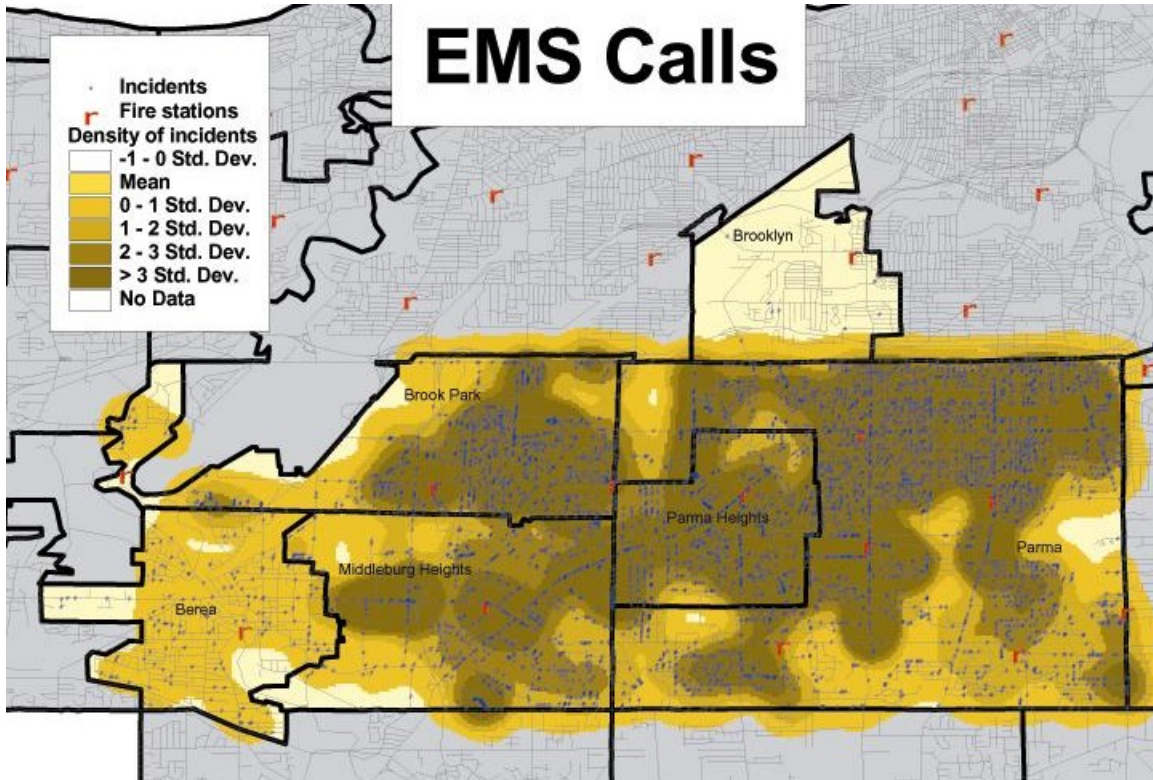 EMS Calls
Incidents
r Fire stations
Density of incidents
-1 - 0 Std. Dev.
Mean
0 - 1 Std. Dev.
1 - 2 Std. Dev.
2 - 3 Std. Dev.
> 3 Std. Dev.
No Data
Brooklyn
Brook Park
Parma Heights
Parma
Middleburg Heights
Berea